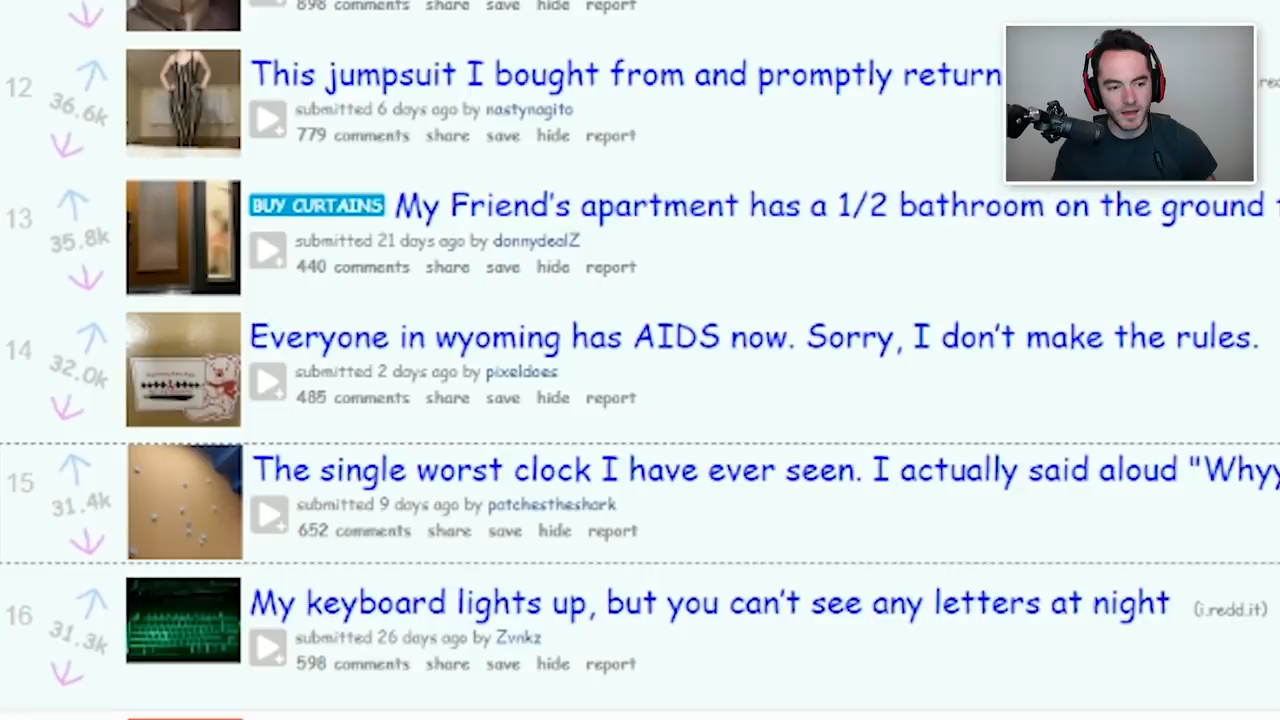 898 comments share save hide report
12
36.6k
This jumpsuit I bought from and promptly return
submitted 6 days ago by nastynagito
779 comments share save hide report
13
35.8k
BUY CURTAINS My Friend's apartment has a 1/2 bathroom on the ground
submitted 21 days ago by donnydealZ
440 comments share save hide report
14
32.0k
Everyone in wyoming has AIDS now. Sorry, I don't make the rules.
submitted 2 days ago by pixeldoes
485 comments share save hide report
15
31.4k
The single worst clock I have ever seen. I actually said aloud "Whyy
submitted 9 days ago by patchestheshark
652 comments share save hide report
16
31.3k
My keyboard lights up, but you can't see any letters at night (i.redd.it)
submitted 26 days ago by Zvnkz
598 comments share save hide report